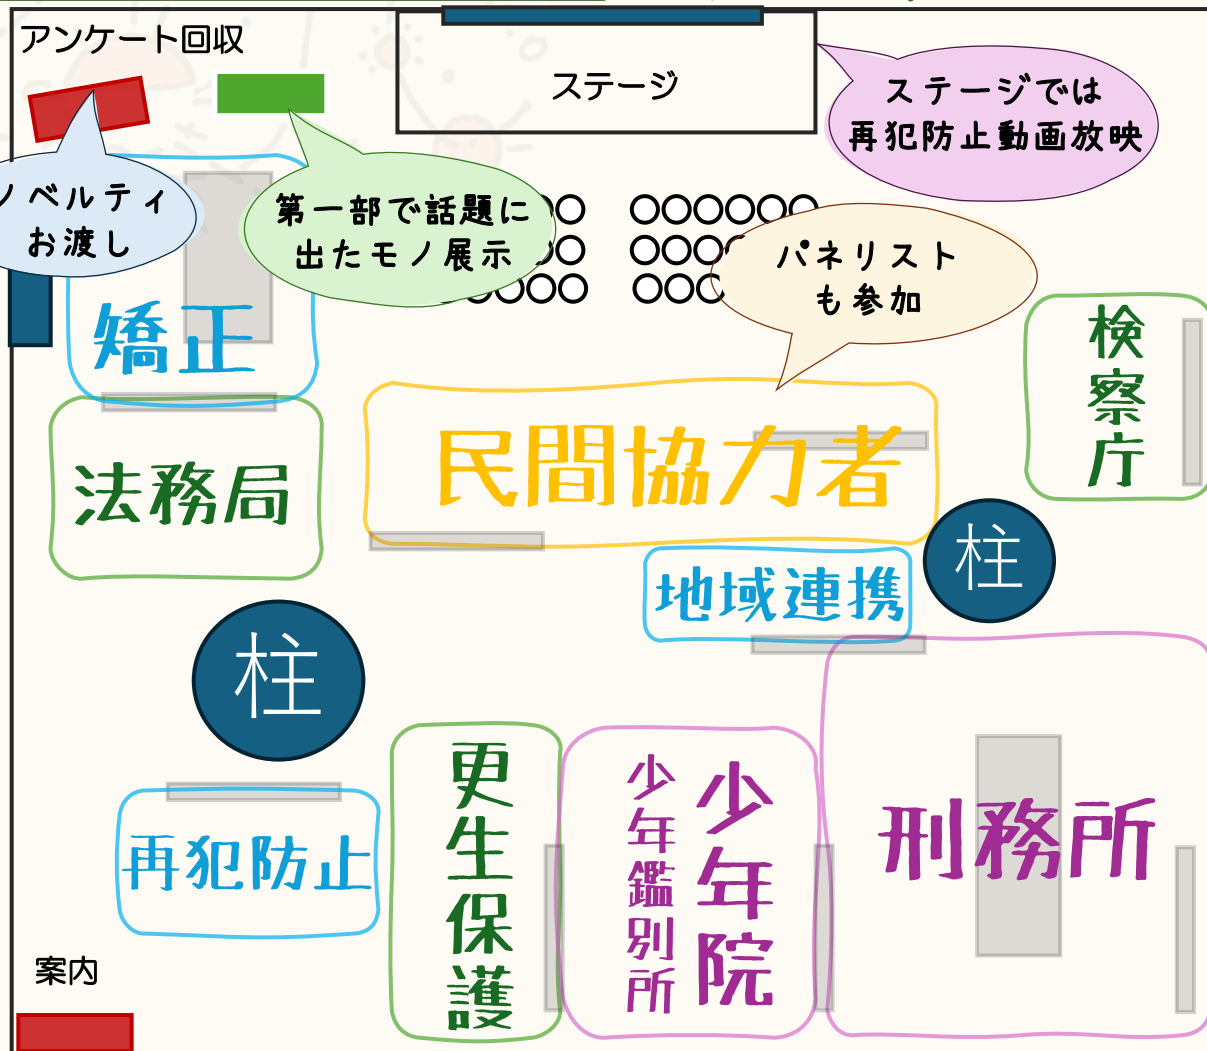 アンケート回収
ステージ
ステージでは
再犯防止動画放映
ノベルティ
お渡し
第一部で話題に
出たモノ展示
パネリスト
も参加
矯正
検察庁
民間協力者
法務局
地域連携
柱
柱
再犯防止
更生保護
少年院
少年鑑別所
刑務所
案内